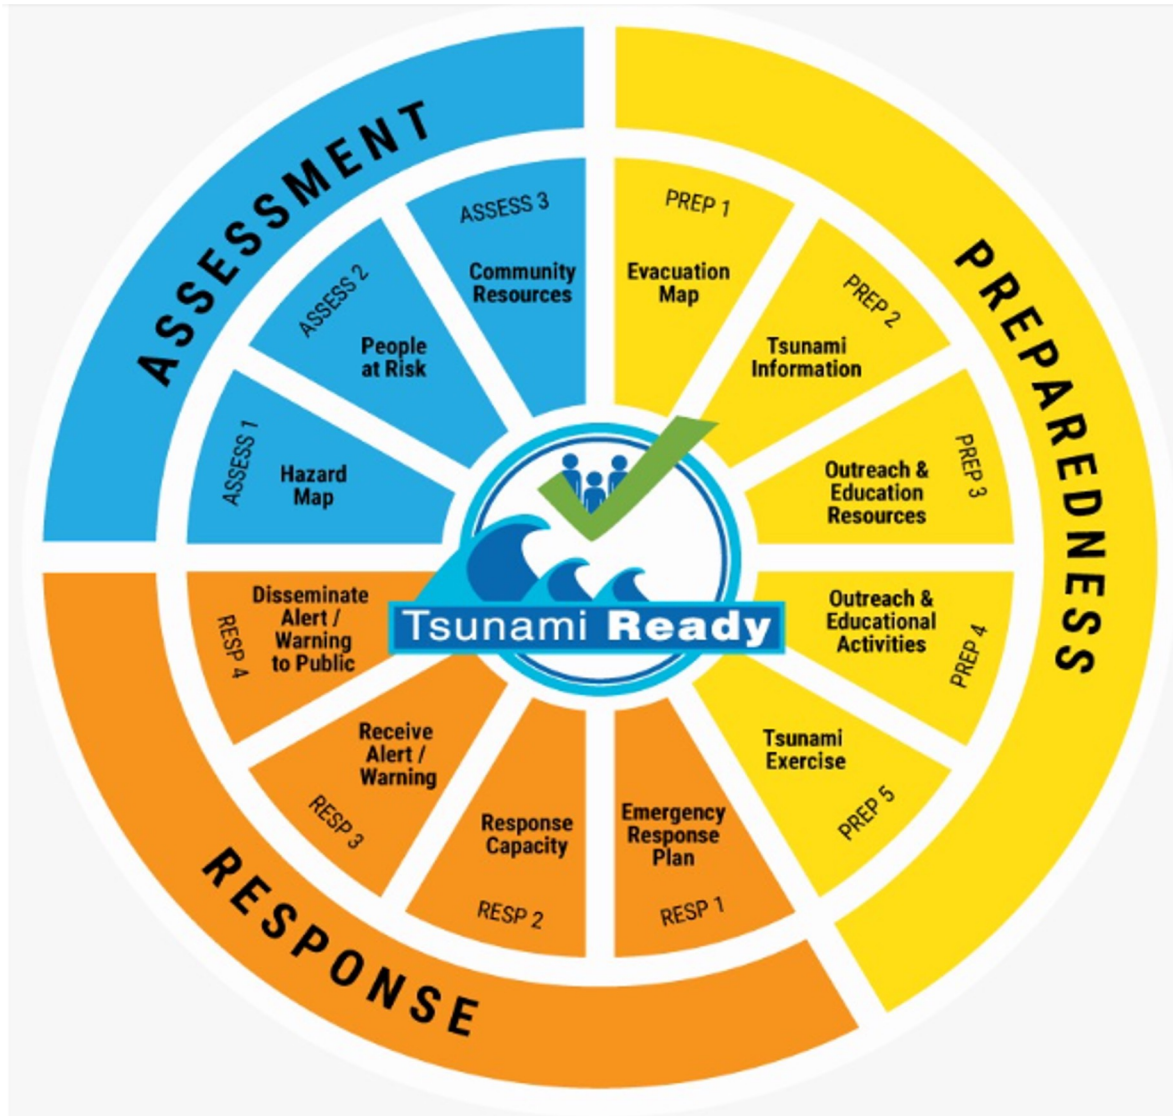 ASSESSMENT
ASSESS 1
Hazard
Map
ASSESS 2
People
at Risk
ASSESS 3
Community
Resources
PREPAREDNESS
PREP 1
Evacuation
Map
PREP 2
Tsunami
Information
PREP 3
Outreach &
Education
Resources
PREP 4
Outreach &
Educational
Activities
PREP 5
Tsunami
Exercise
RESPONSE
RESP 1
Emergency
Response
Plan
RESP 2
Response
Capacity
RESP 3
Receive
Alert /
Warning
RESP 4
Disseminate
Alert /
Warning
to Public
Tsunami Ready